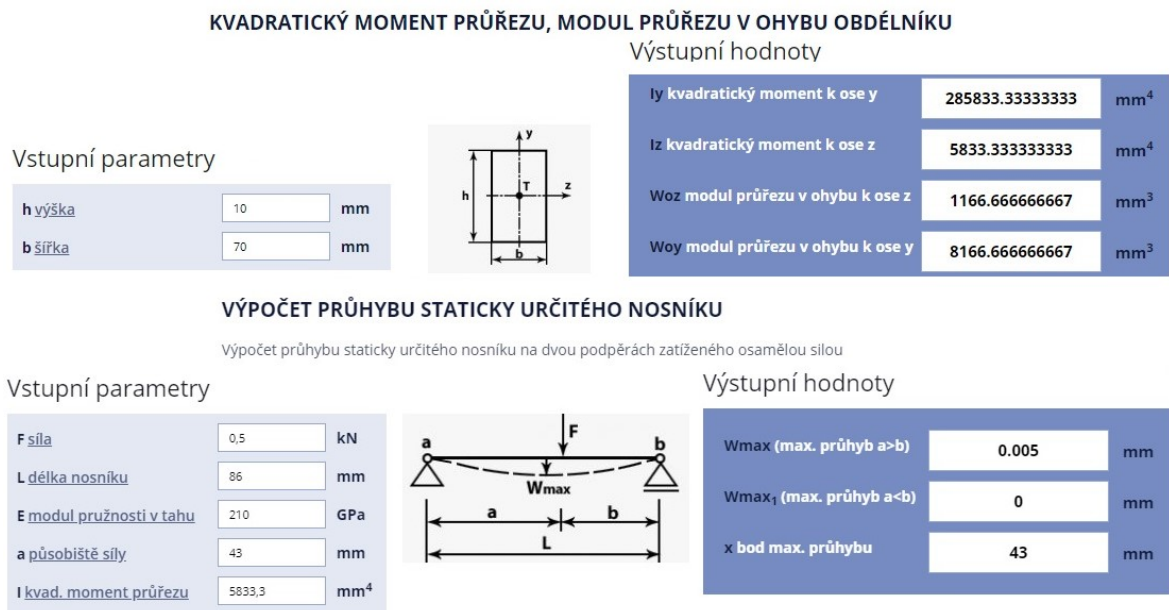 KVADRATICKÝ MOMENT PRŮŘEZU, MODUL PRŮŘEZU V OHYBU OBDÉLNÍKU
Výstupní hodnoty
Iy kvadratický moment k ose y 285833.33333333 mm⁴
Iz kvadratický moment k ose z 5833.333333333 mm⁴
Woz modul průřezu v ohybu k ose z 1166.666666667 mm³
Woy modul průřezu v ohybu k ose y 8166.666666667 mm³
Vstupní parametry
h výška 10 mm
b šířka 70 mm
y
T z
h
b
VÝPOČET PRŮHYBU STATICKY URČITÉHO NOSNÍKU
Výpočet průhybu staticky určitého nosníku na dvou podpěrách zatíženého osamělou silou
Vstupní parametry
F síla 0,5 kN
L délka nosníku 86 mm
E modul pružnosti v tahu 210 GPa
a působiště síly 43 mm
I kvad. moment průřezu 5833,3 mm⁴
F
a b
Wmax
a b
L
Výstupní hodnoty
Wmax (max. průhyb a>b) 0.005 mm
Wmax₁ (max. průhyb a<b) 0 mm
x bod max. průhybu 43 mm